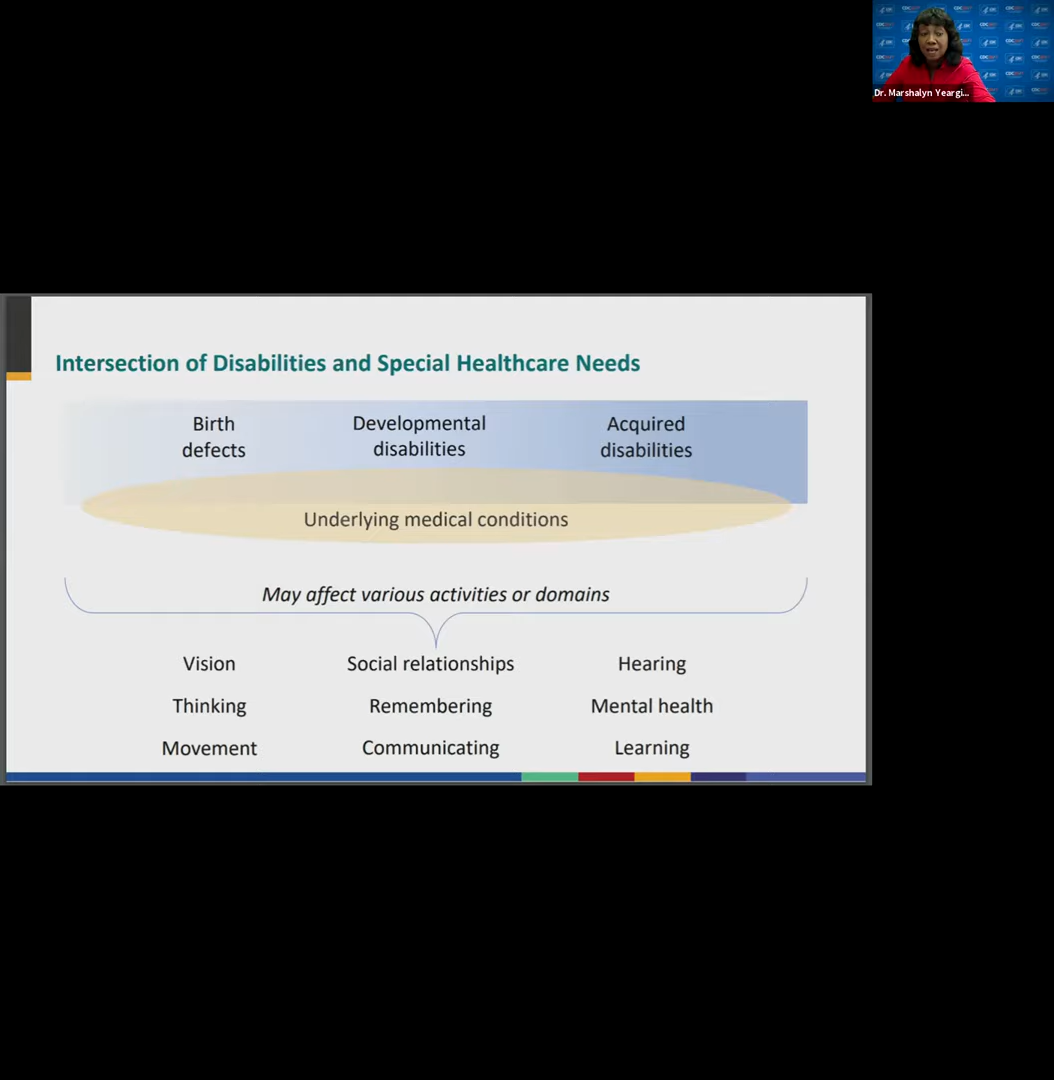 Dr. Marshalyn Yeargi...
Intersection of Disabilities and Special Healthcare Needs
Birth
defects
Developmental
disabilities
Acquired
disabilities
Underlying medical conditions
May affect various activities or domains
Vision
Social relationships
Hearing
Thinking
Remembering
Mental health
Movement
Communicating
Learning